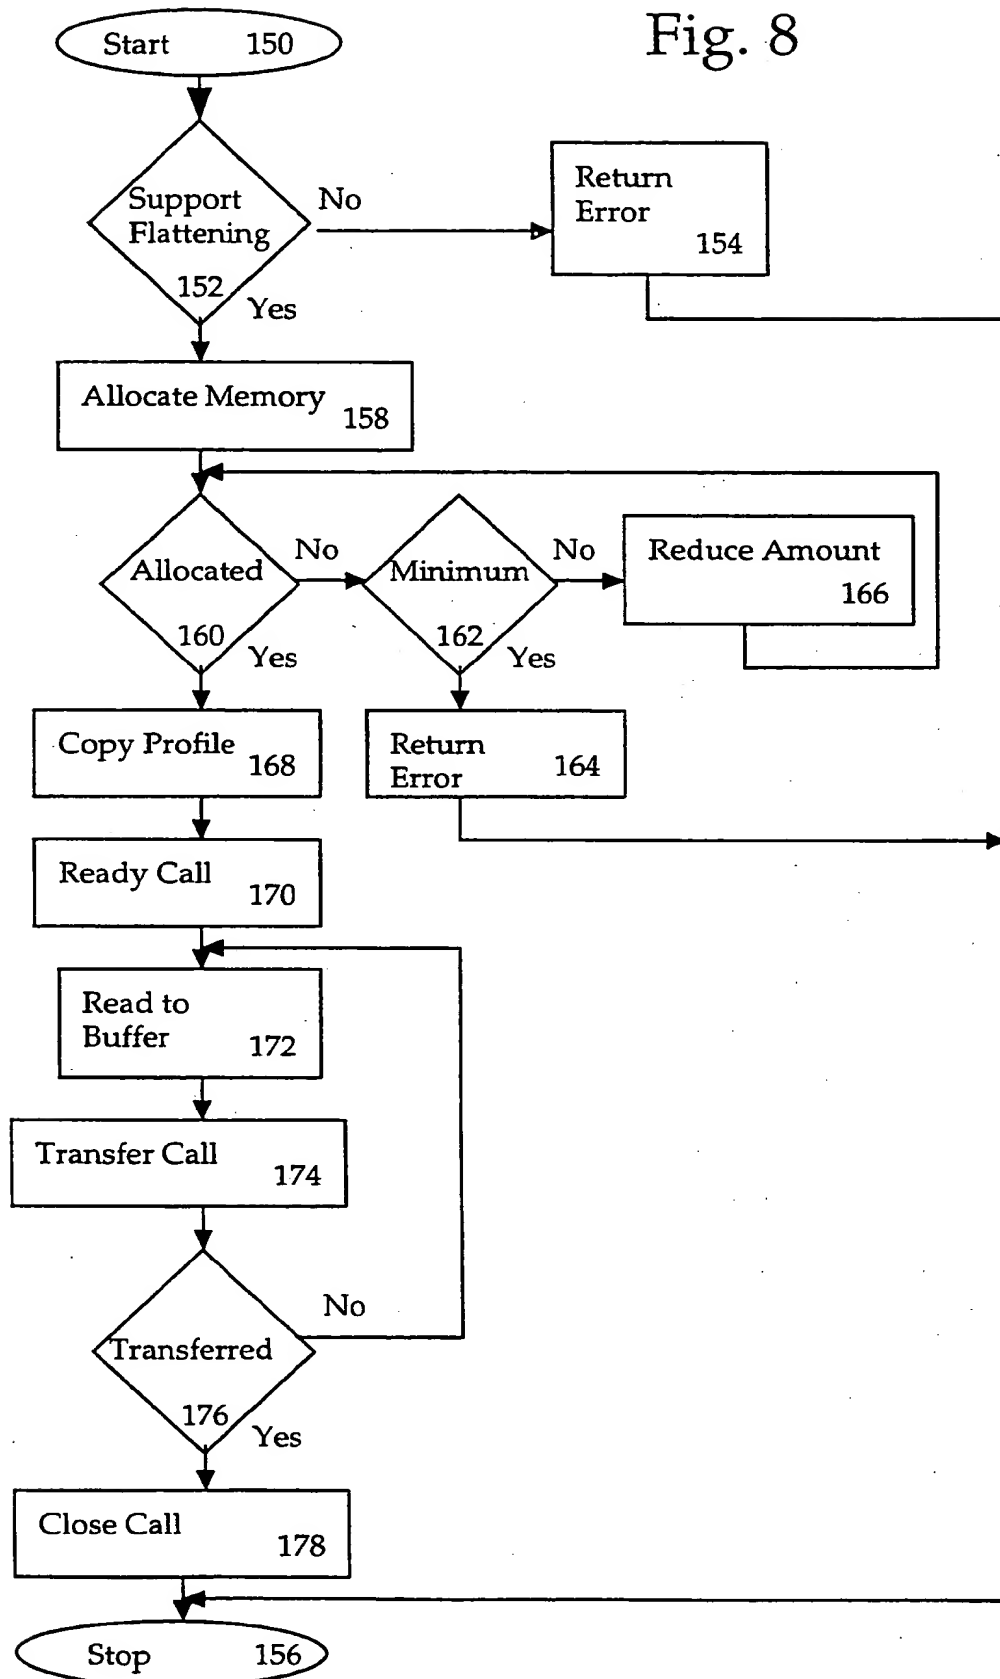 Fig. 8
Start 150
Support
Flattening
152
No
Yes
Return
Error
154
Allocate Memory
158
Allocated
160
No
Yes
Minimum
162
No
Yes
Reduce Amount
166
Copy Profile
168
Return
Error
164
Ready Call
170
Read to
Buffer
172
Transfer Call
174
Transferred
176
No
Yes
Close Call
178
Stop 156